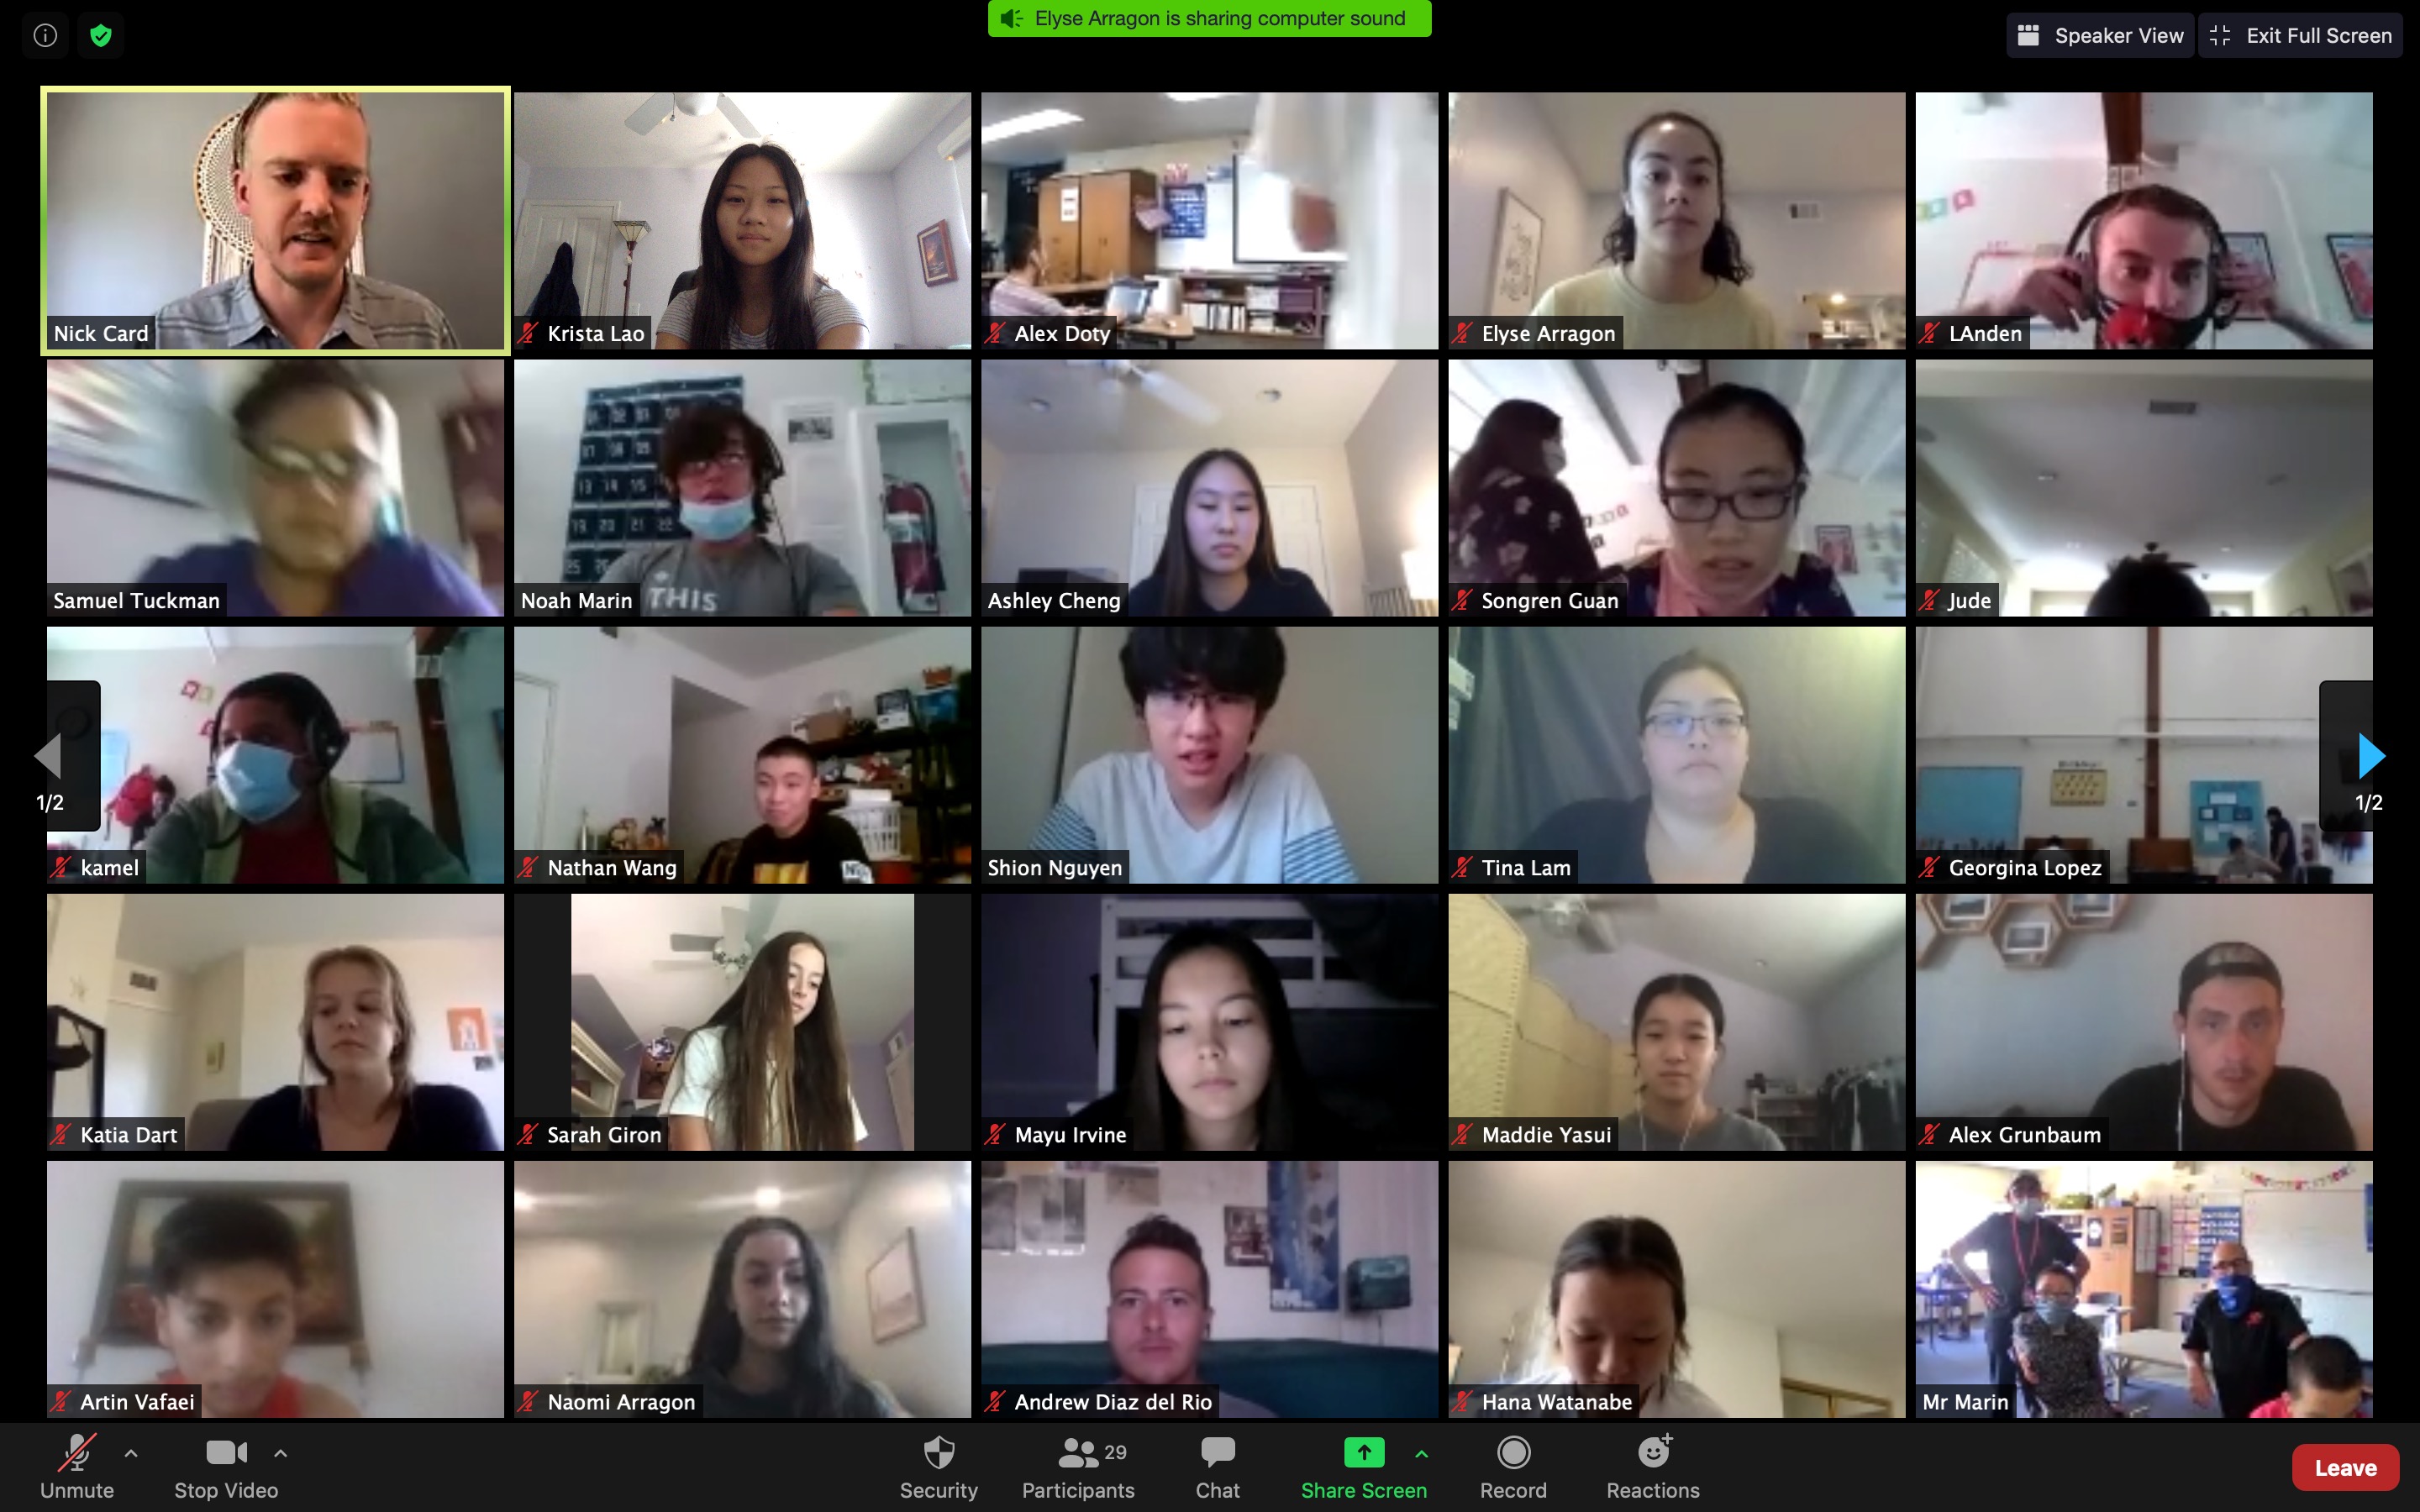 Elyse Arragon is sharing computer sound
Speaker View
Exit Full Screen
Nick Card
Krista Lao
Alex Doty
Elyse Arragon
LAnden
Samuel Tuckman
Noah Marin
THIS
Ashley Cheng
Songren Guan
Jude
1/2
kamel
Nathan Wang
Shion Nguyen
Tina Lam
Georgina Lopez
1/2
Katia Dart
Sarah Giron
Mayu Irvine
Maddie Yasui
Alex Grunbaum
Artin Vafaei
Naomi Arragon
Andrew Diaz del Rio
Hana Watanabe
Mr Marin
Unmute
Stop Video
Security
29
Participants
Chat
Share Screen
Record
Reactions
Leave